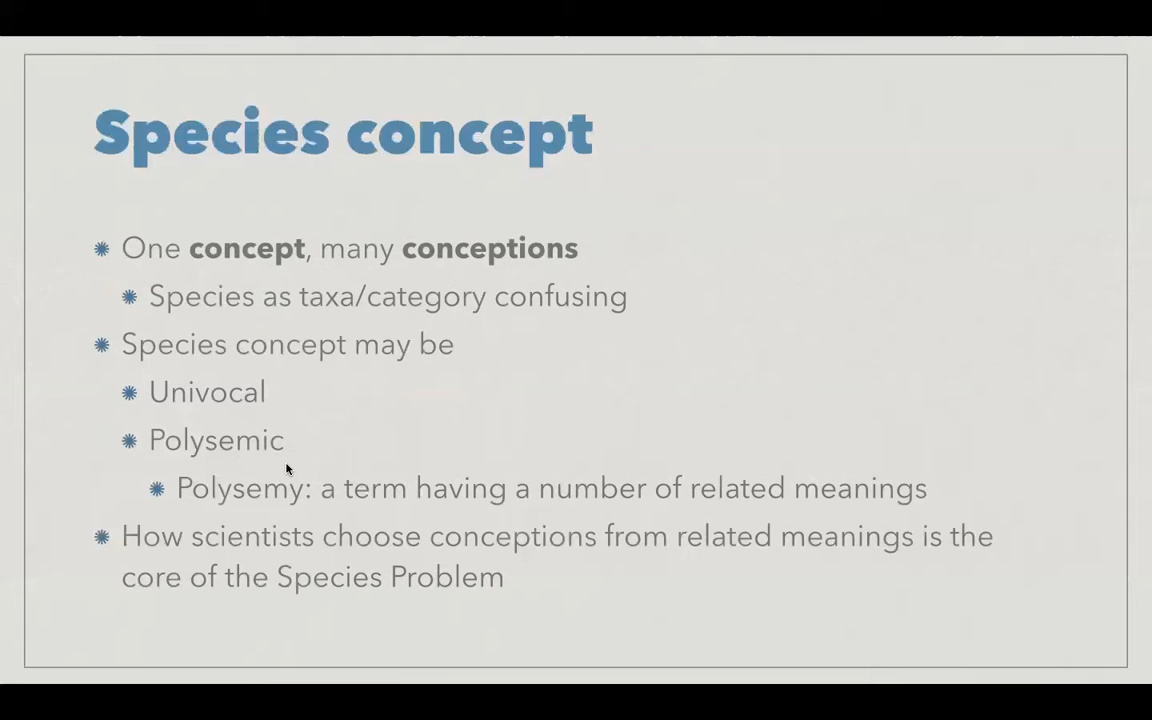 Species concept
One concept, many conceptions
Species as taxa/category confusing
Species concept may be
Univocal
Polysemic
Polysemy: a term having a number of related meanings
How scientists choose conceptions from related meanings is the
core of the Species Problem